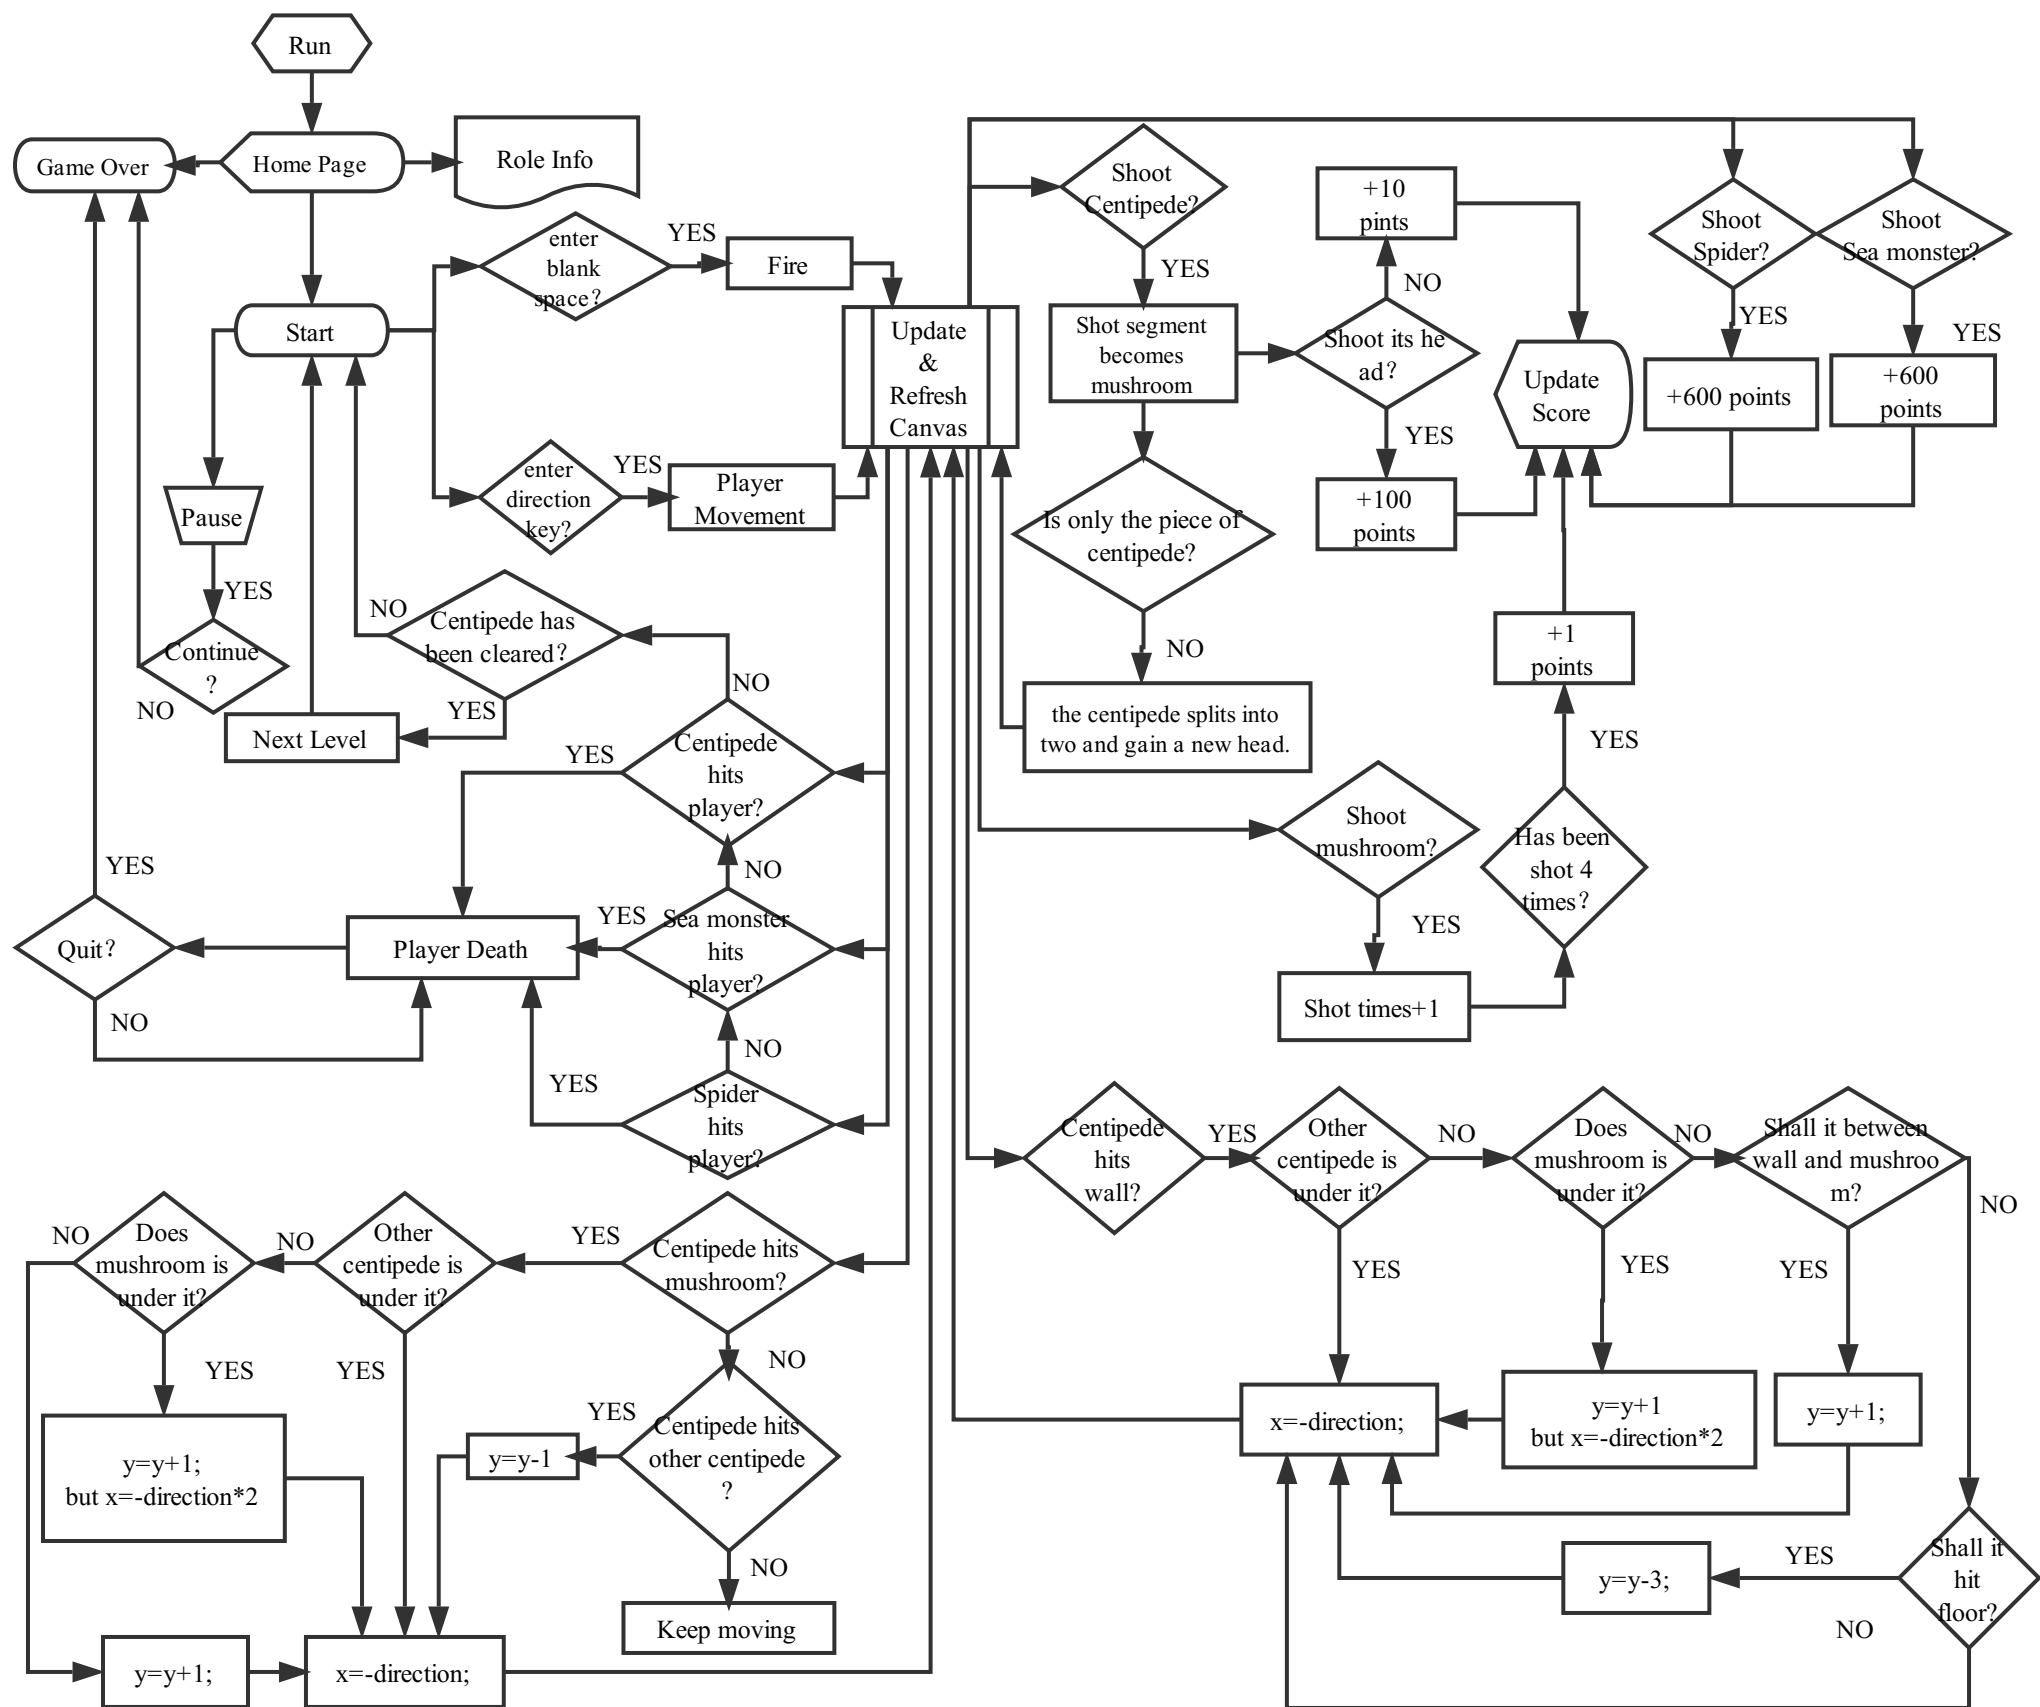 Run
Game Over
Home Page
Role Info
enter
blank
space?
YES
Fire
Start
enter
direction
key?
YES
Player
Movement
Update
&
Refresh
Canvas
Pause
YES
Continue
?
NO
Centipede has
been cleared?
NO
YES
Next Level
NO
Centipede
hits
player?
YES
NO
Sea monster
hits
player?
YES
Player Death
Quit?
YES
NO
NO
Spider
hits
player?
YES
Shoot
Centipede?
YES
Shot segment
becomes
mushroom
Shoot its he
ad?
NO
+10
pints
YES
+100
points
Update
Score
Shoot
Spider?
YES
+600 points
Shoot
Sea monster?
YES
+600
points
Is only the piece of
centipede?
NO
the centipede splits into
two and gain a new head.
Shoot
mushroom?
YES
Shot times+1
Has been
shot 4
times?
YES
+1
points
Centipede
hits
wall?
YES
Other
centipede is
under it?
NO
YES
Does
mushroom is
under it?
NO
YES
Shall it between
wall and mushroo
m?
NO
YES
x=-direction;
y=y+1
but x=-direction*2
y=y+1;
Shall it
hit
floor?
YES
NO
y=y-3;
Centipede hits
mushroom?
YES
NO
Other
centipede is
under it?
NO
YES
Does
mushroom is
under it?
NO
YES
y=y+1;
but x=-direction*2
Centipede hits
other centipede
?
YES
y=y-1
NO
Keep moving
y=y+1;
x=-direction;